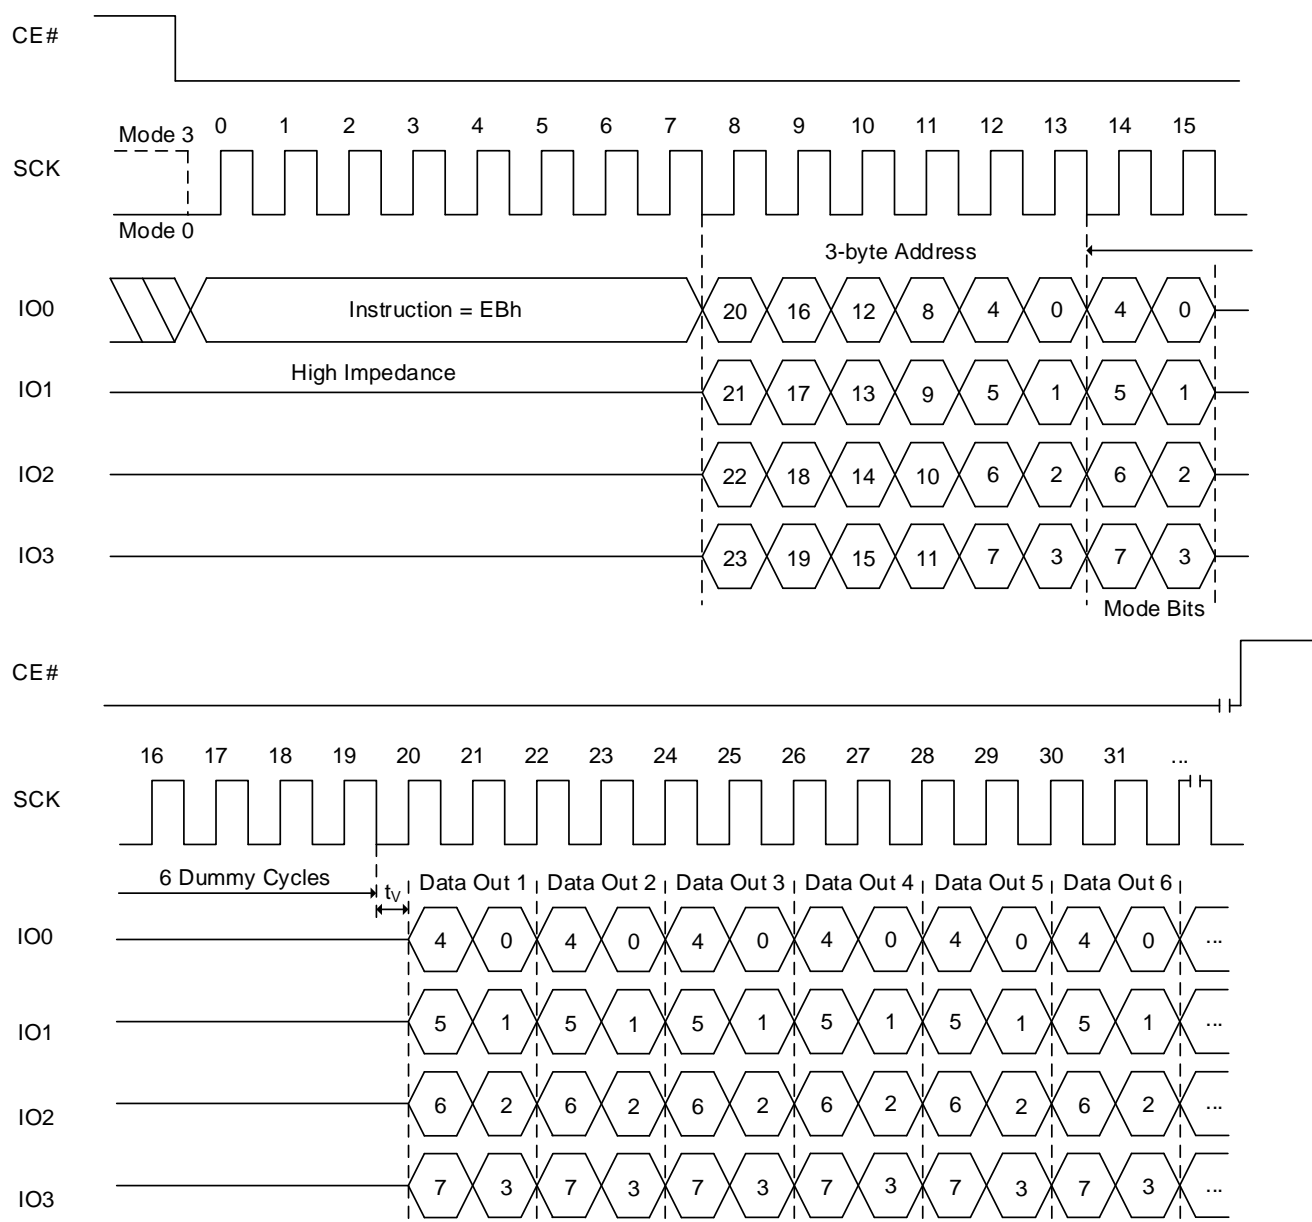 CE#
Mode 3 0 1 2 3 4 5 6 7 8 9 10 11 12 13 14 15
SCK
Mode 0
3-byte Address
IO0 Instruction = EBh 20 16 12 8 4 0 4 0
High Impedance
IO1 21 17 13 9 5 1 5 1
IO2 22 18 14 10 6 2 6 2
IO3 23 19 15 11 7 3 7 3
Mode Bits
CE#
16 17 18 19 20 21 22 23 24 25 26 27 28 29 30 31 ...
SCK
6 Dummy Cycles tV Data Out 1 Data Out 2 Data Out 3 Data Out 4 Data Out 5 Data Out 6
IO0 4 0 4 0 4 0 4 0 4 0 4 0 ...
IO1 5 1 5 1 5 1 5 1 5 1 5 1 ...
IO2 6 2 6 2 6 2 6 2 6 2 6 2 ...
IO3 7 3 7 3 7 3 7 3 7 3 7 3 ...